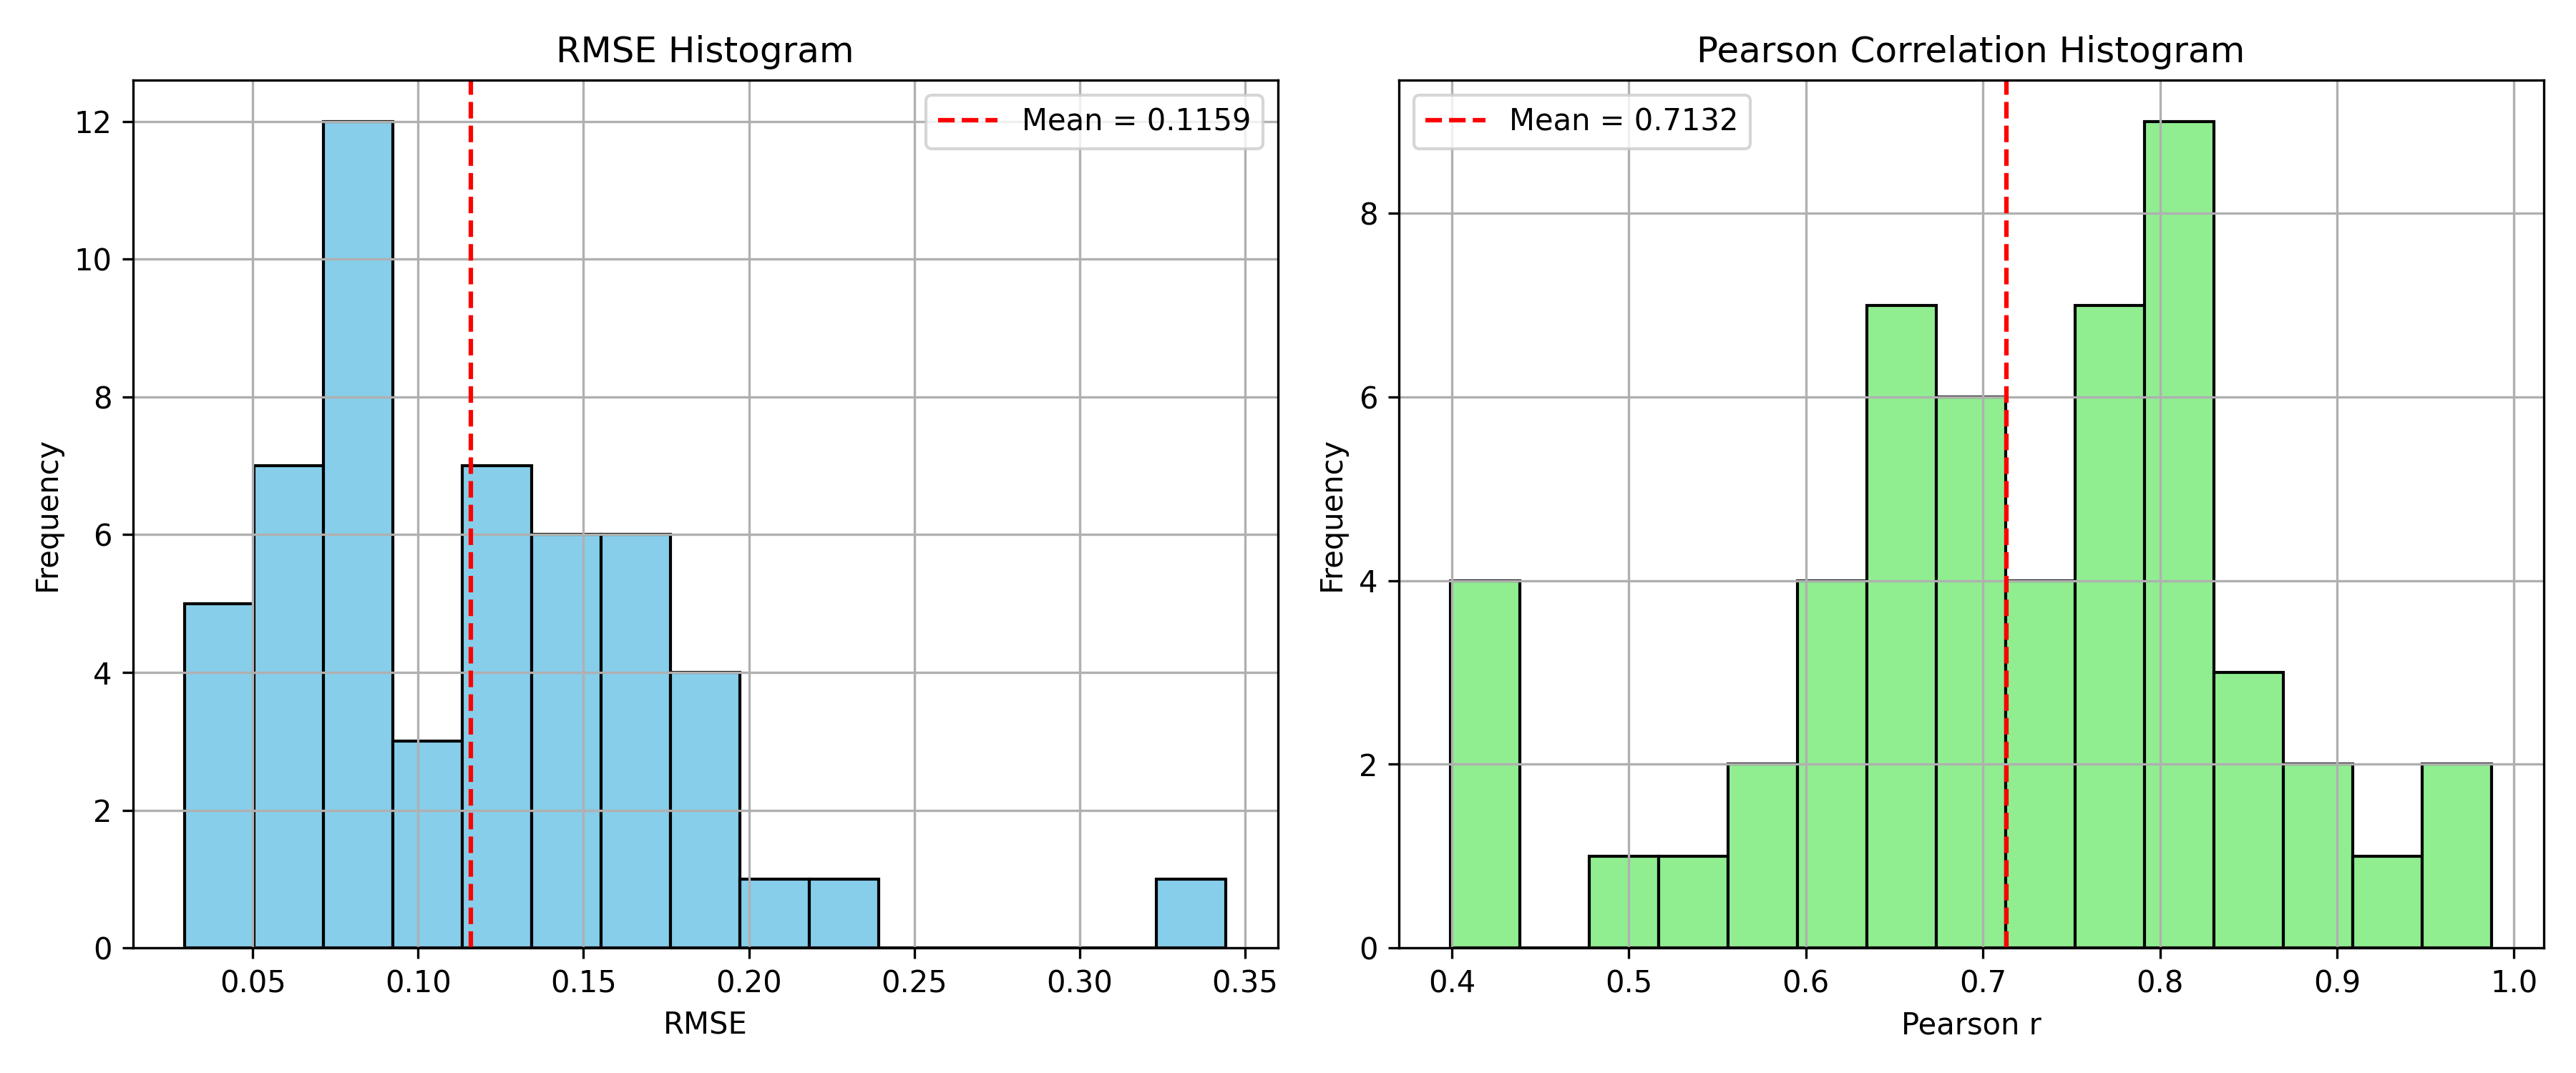 RMSE Histogram
Mean = 0.1159
Frequency
12
10
8
6
4
2
0
0.05 0.10 0.15 0.20 0.25 0.30 0.35
RMSE
Pearson Correlation Histogram
Mean = 0.7132
Frequency
8
6
4
2
0
0.4 0.5 0.6 0.7 0.8 0.9 1.0
Pearson r